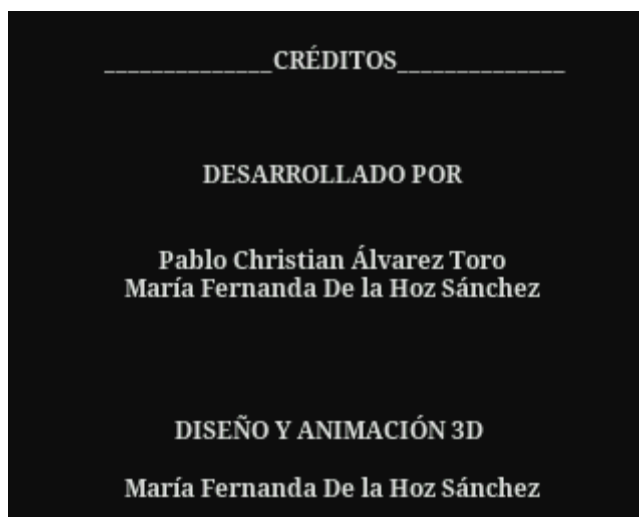 ______________CRÉDITOS______________
DESARROLLADO POR
Pablo Christian Álvarez Toro
María Fernanda De la Hoz Sánchez
DISEÑO Y ANIMACIÓN 3D
María Fernanda De la Hoz Sánchez